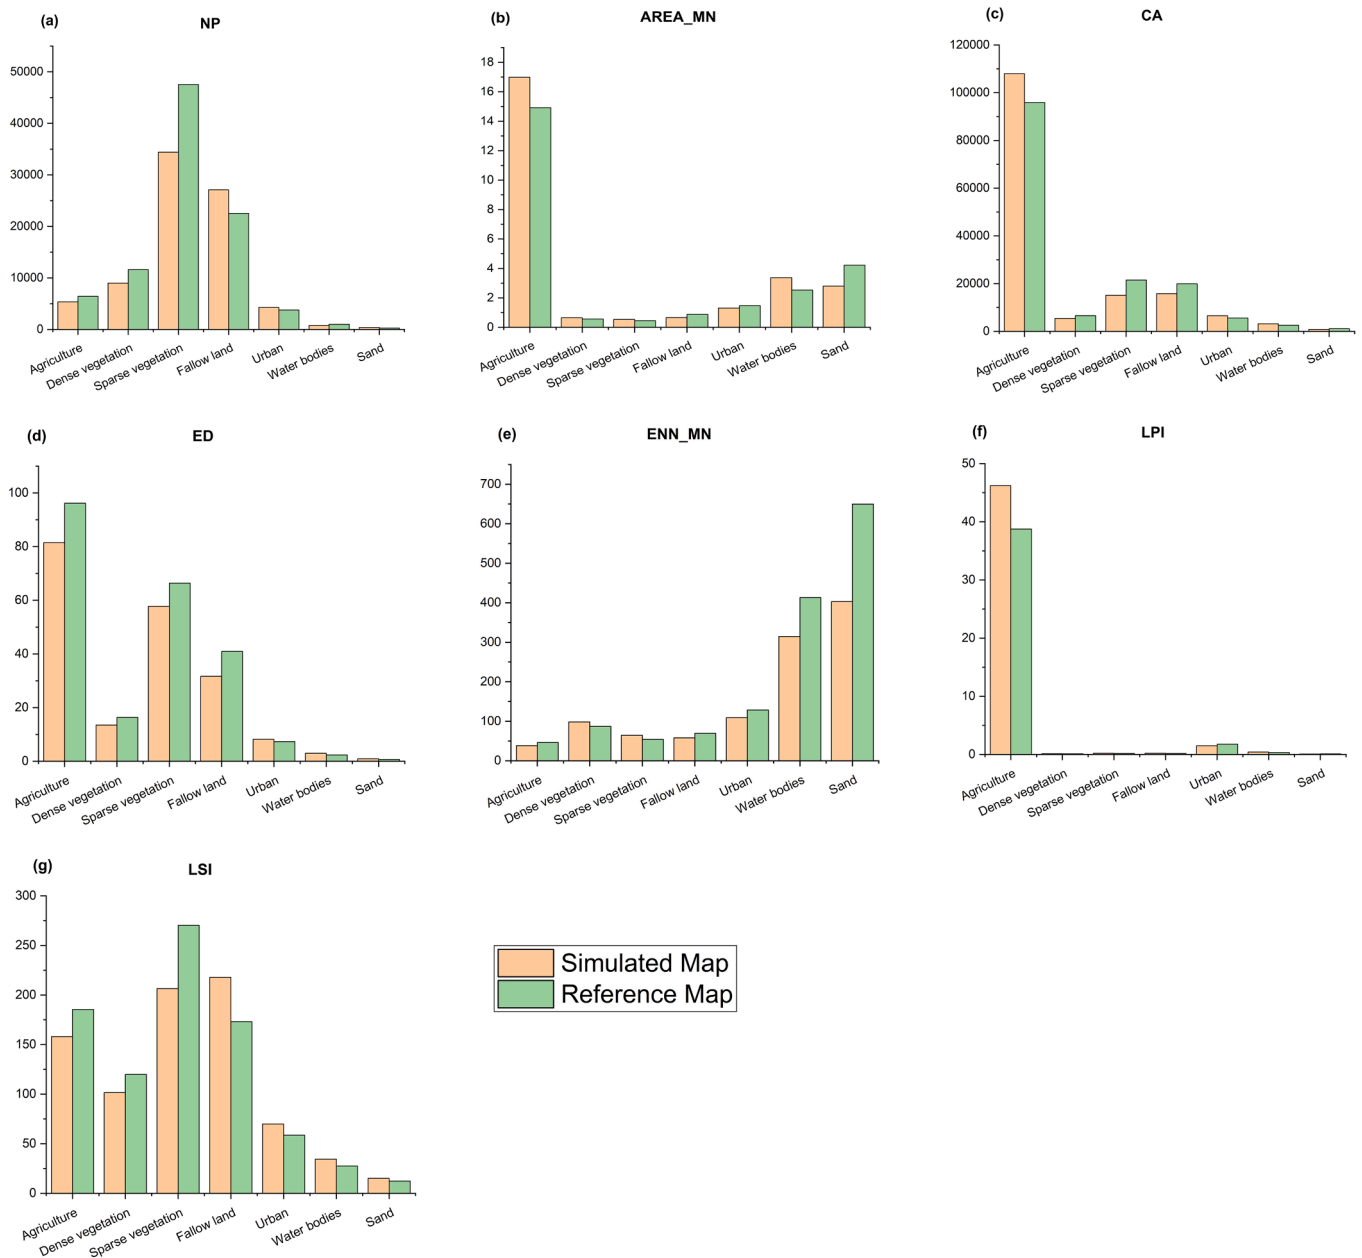 (a)
NP
50000
40000
30000
20000
10000
0
Agriculture
Dense vegetation
Sparse vegetation
Fallow land
Urban
Water bodies
Sand
(b)
AREA_MN
18
16
14
12
10
8
6
4
2
0
Agriculture
Dense vegetation
Sparse vegetation
Fallow land
Urban
Water bodies
Sand
(c)
CA
120000
100000
80000
60000
40000
20000
0
Agriculture
Dense vegetation
Sparse vegetation
Fallow land
Urban
Water bodies
Sand
(d)
ED
100
80
60
40
20
0
Agriculture
Dense vegetation
Sparse vegetation
Fallow land
Urban
Water bodies
Sand
(e)
ENN_MN
700
600
500
400
300
200
100
0
Agriculture
Dense vegetation
Sparse vegetation
Fallow land
Urban
Water bodies
Sand
(f)
LPI
50
40
30
20
10
0
Agriculture
Dense vegetation
Sparse vegetation
Fallow land
Urban
Water bodies
Sand
(g)
LSI
300
250
200
150
100
50
0
Agriculture
Dense vegetation
Sparse vegetation
Fallow land
Urban
Water bodies
Sand
Simulated Map
Reference Map